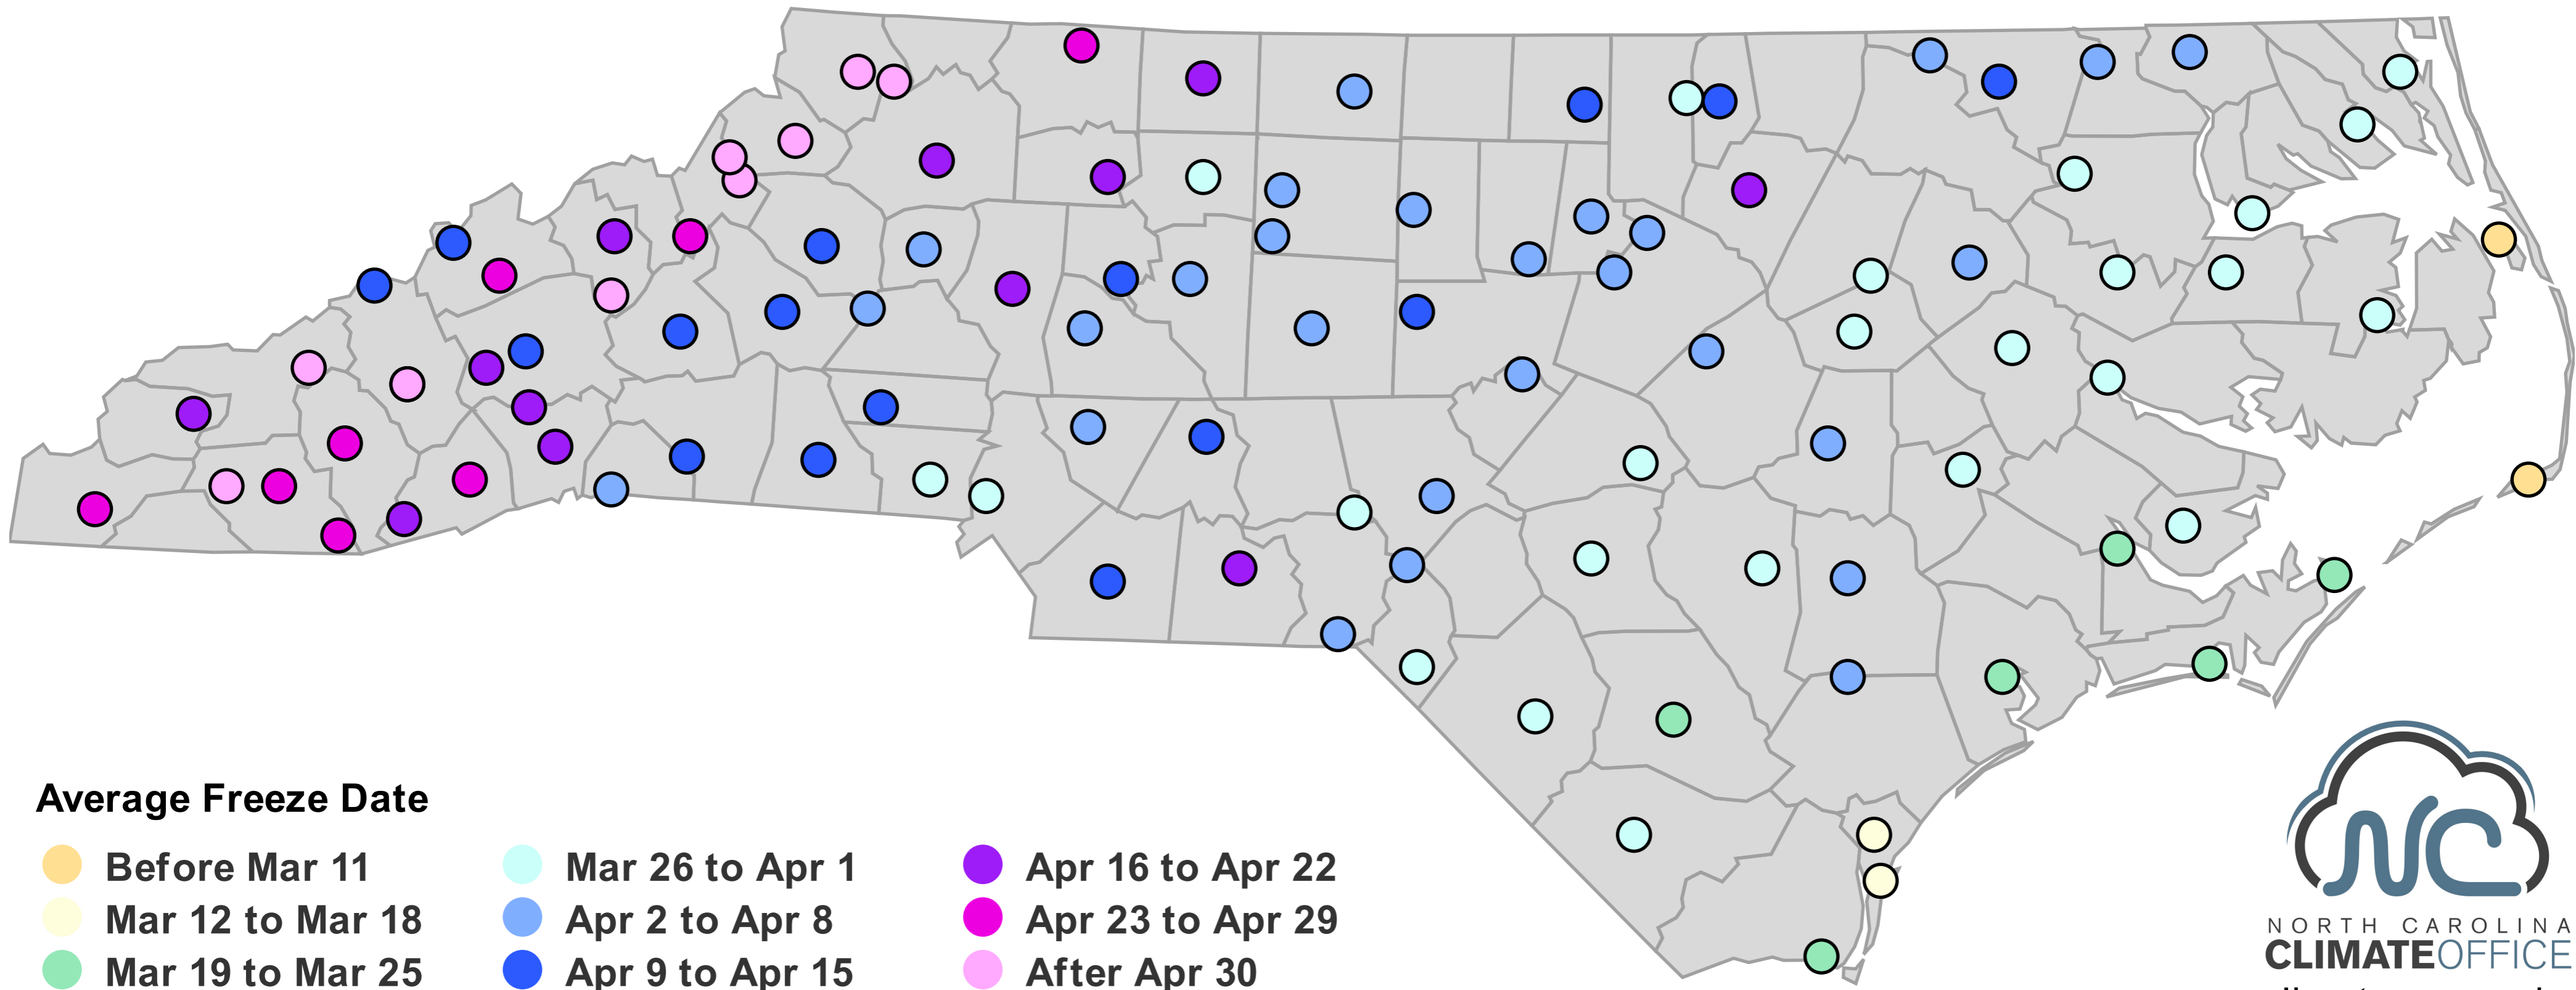 Average Freeze Date
Before Mar 11
Mar 12 to Mar 18
Mar 19 to Mar 25
Mar 26 to Apr 1
Apr 2 to Apr 8
Apr 9 to Apr 15
Apr 16 to Apr 22
Apr 23 to Apr 29
After Apr 30
NC
NORTH CAROLINA
CLIMATEOFFICE